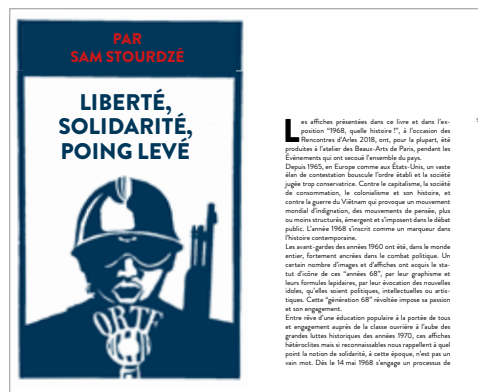 PAR
SAM STOURDZÉ
LIBERTÉ,
SOLIDARITÉ,
POING LEVÉ
ORTF
Les affiches présentées dans ce livre et dans l'ex-
position “1968, quelle histoire !”, à l'occasion des
Rencontres d'Arles 2018, ont, pour la plupart, été
produites à l'atelier des Beaux-Arts de Paris, pendant les
Événements qui ont secoué l'ensemble du pays.
Depuis 1965, en Europe comme aux États-Unis, un vaste
élan de contestation bouscule l'ordre établi et la société
jugée trop conservatrice. Contre le capitalisme, la société
de consommation, le colonialisme et son histoire, et
contre la guerre du Viêtnam qui provoque un mouvement
mondial d'indignation, des mouvements de pensée, plus
ou moins structurés, émergent et s'imposent dans le débat
public. L'année 1968 s'inscrit comme un marqueur dans
l'histoire contemporaine.
Les avant-gardes des années 1960 ont été, dans le monde
entier, fortement ancrées dans le combat politique. Un
certain nombre d'images et d'affiches ont acquis le sta-
tut d'icône de ces “années 68”, par leur graphisme et
leurs formules lapidaires, par leur évocation des nouvelles
idoles, qu'elles soient politiques, intellectuelles ou artis-
tiques. Cette “génération 68” révoltée impose sa passion
et son engagement.
Entre rêve d'une éducation populaire à la portée de tous
et engagement auprès de la classe ouvrière à l'aube des
grandes luttes historiques des années 1970, ces affiches
hétéroclites mais si reconnaissables nous rappellent à quel
point la notion de solidarité, à cette époque, n'est pas un
vain mot. Dès le 14 mai 1968 s'engage un processus de